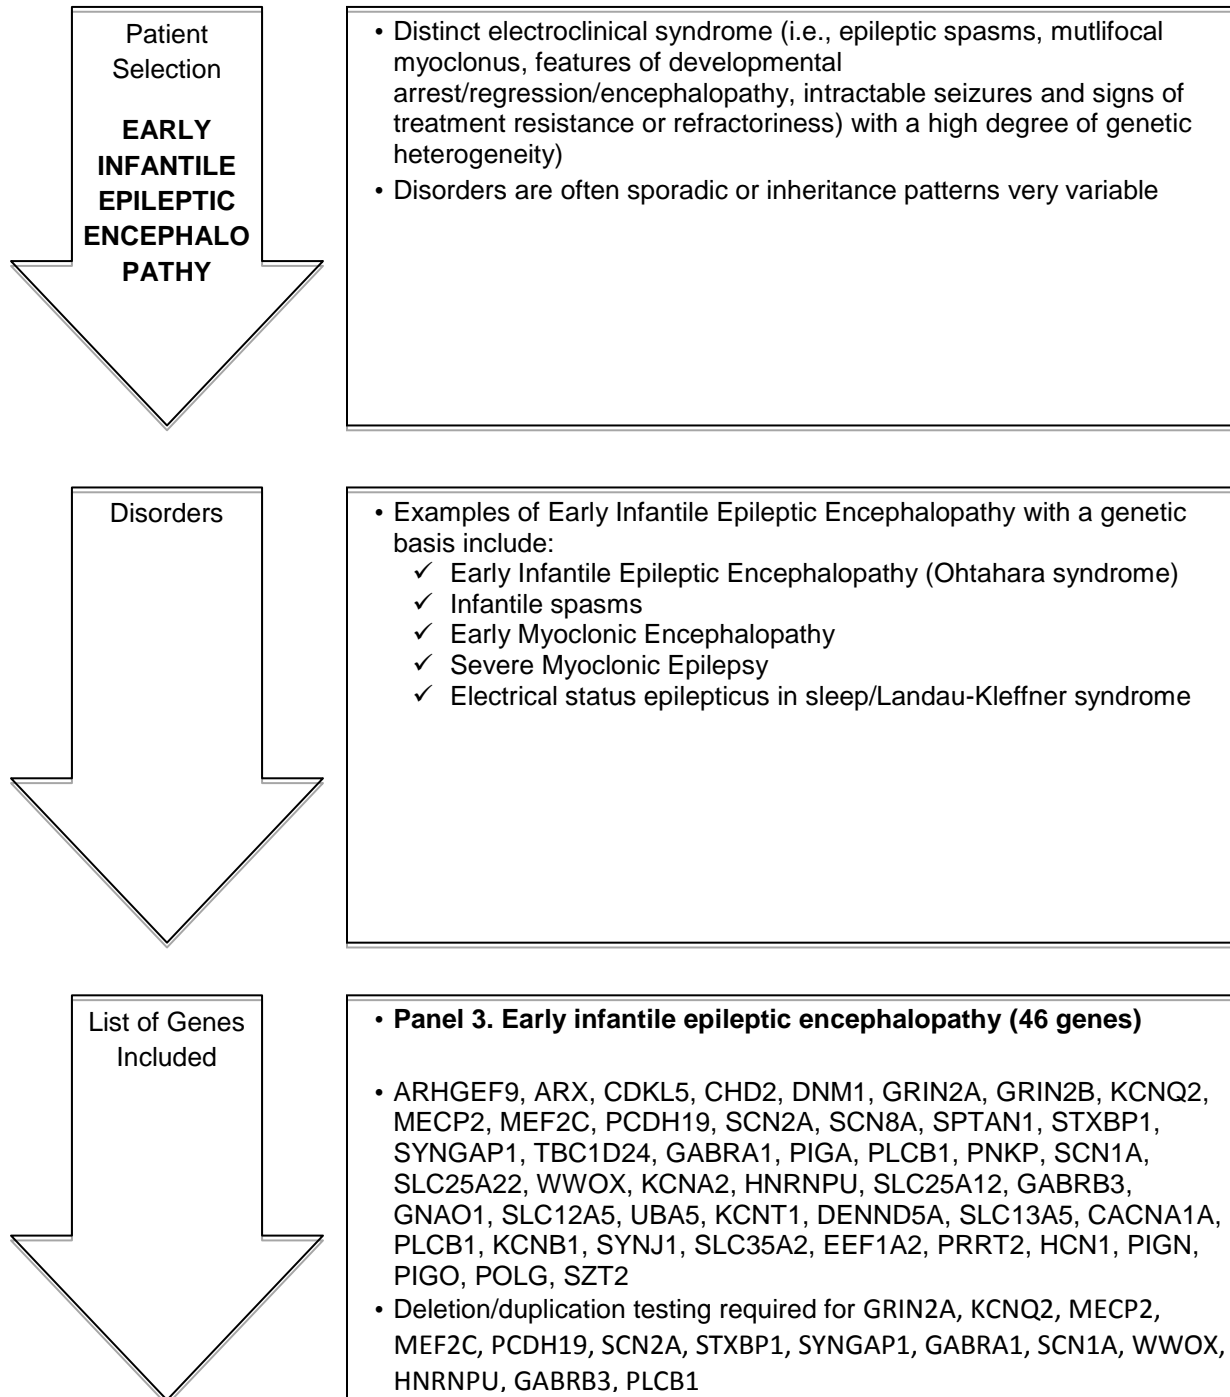 Patient
Selection
EARLY
INFANTILE
EPILEPTIC
ENCEPHALO
PATHY
• Distinct electroclinical syndrome (i.e., epileptic spasms, mutlifocal
myoclonus, features of developmental
arrest/regression/encephalopathy, intractable seizures and signs of
treatment resistance or refractoriness) with a high degree of genetic
heterogeneity)
• Disorders are often sporadic or inheritance patterns very variable
Disorders
• Examples of Early Infantile Epileptic Encephalopathy with a genetic
basis include:
✓ Early Infantile Epileptic Encephalopathy (Ohtahara syndrome)
✓ Infantile spasms
✓ Early Myoclonic Encephalopathy
✓ Severe Myoclonic Epilepsy
✓ Electrical status epilepticus in sleep/Landau-Kleffner syndrome
List of Genes
Included
• Panel 3. Early infantile epileptic encephalopathy (46 genes)
• ARHGEF9, ARX, CDKL5, CHD2, DNM1, GRIN2A, GRIN2B, KCNQ2,
MECP2, MEF2C, PCDH19, SCN2A, SCN8A, SPTAN1, STXBP1,
SYNGAP1, TBC1D24, GABRA1, PIGA, PLCB1, PNKP, SCN1A,
SLC25A22, WWOX, KCNA2, HNRNPU, SLC25A12, GABRB3,
GNAO1, SLC12A5, UBA5, KCNT1, DENND5A, SLC13A5, CACNA1A,
PLCB1, KCNB1, SYNJ1, SLC35A2, EEF1A2, PRRT2, HCN1, PIGN,
PIGO, POLG, SZT2
• Deletion/duplication testing required for GRIN2A, KCNQ2, MECP2,
MEF2C, PCDH19, SCN2A, STXBP1, SYNGAP1, GABRA1, SCN1A, WWOX,
HNRNPU, GABRB3, PLCB1